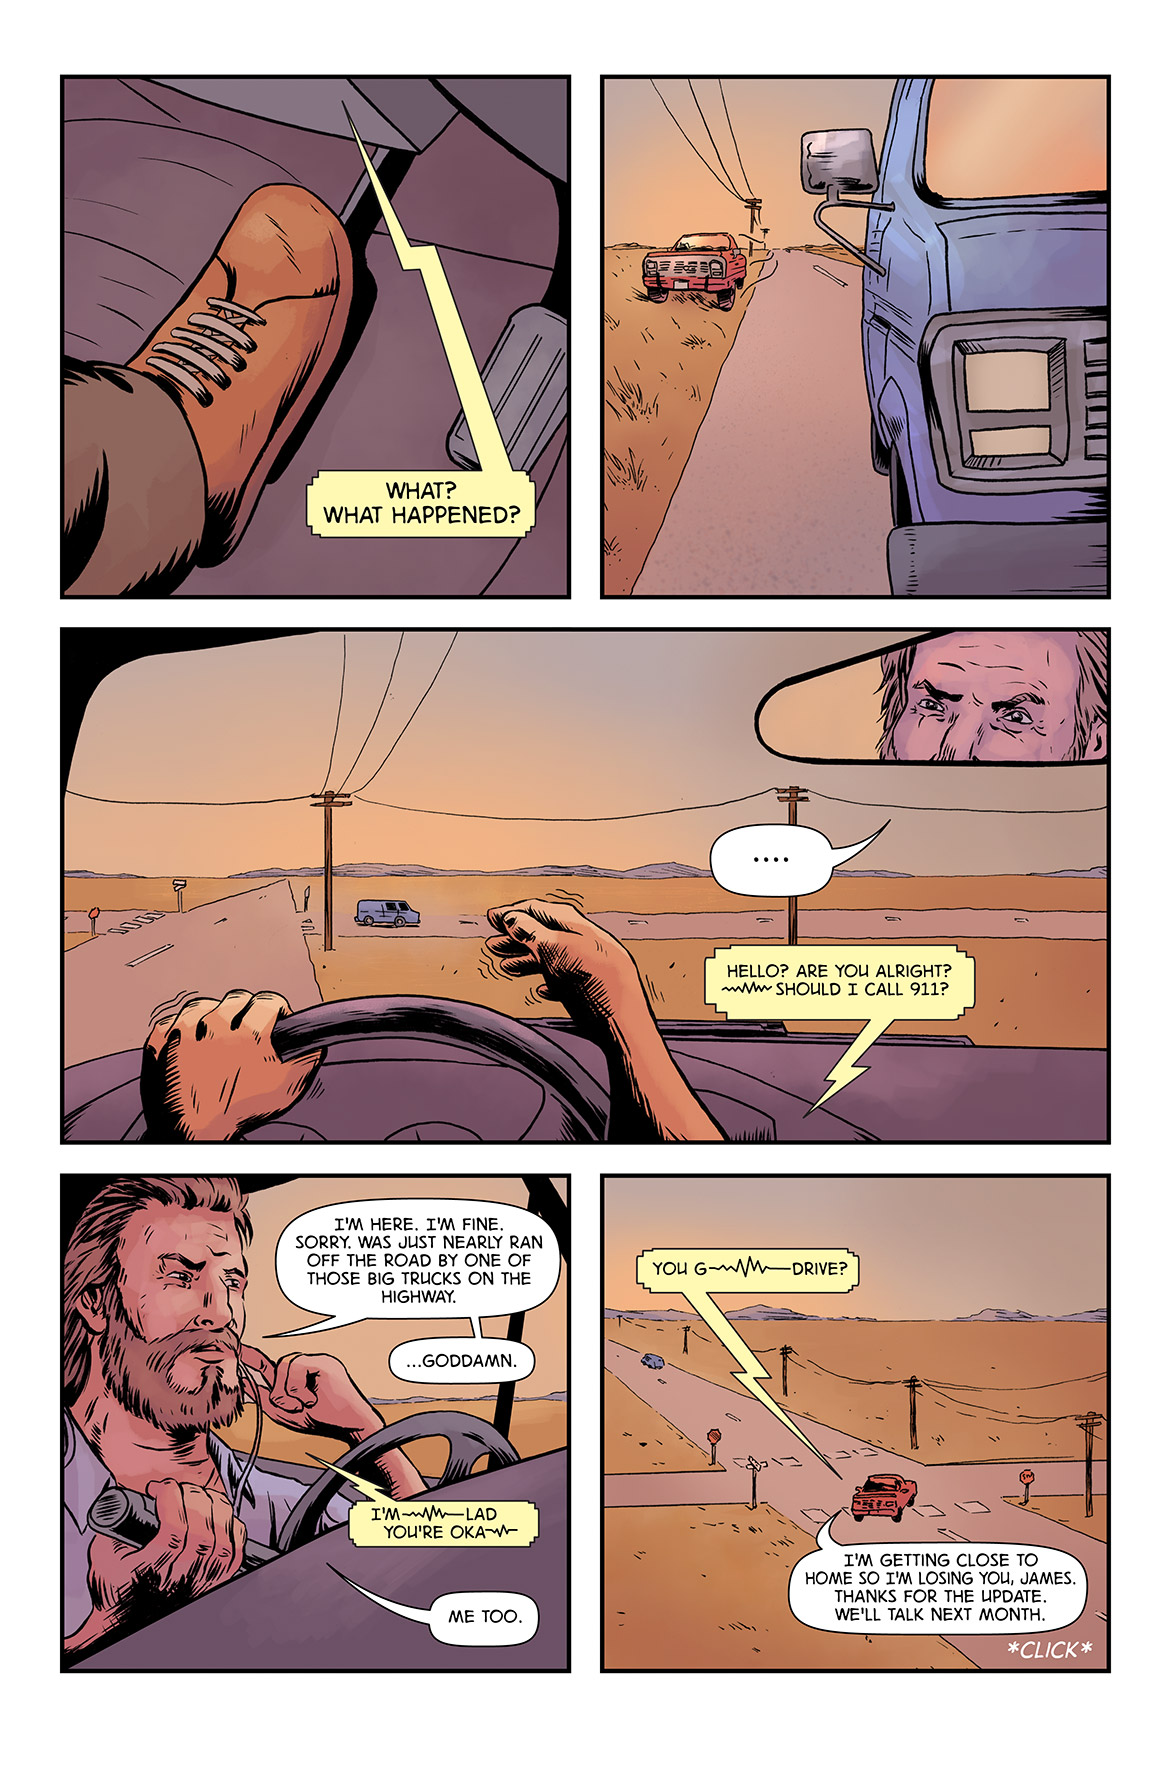 WHAT?
WHAT HAPPENED?
....
HELLO? ARE YOU ALRIGHT?
SHOULD I CALL 911?
I'M HERE. I'M FINE.
SORRY. WAS JUST NEARLY RAN
OFF THE ROAD BY ONE OF
THOSE BIG TRUCKS ON THE
HIGHWAY.
...GODDAMN.
I'M LAD
YOU'RE OKA
ME TOO.
YOU G DRIVE?
I'M GETTING CLOSE TO
HOME SO I'M LOSING YOU, JAMES.
THANKS FOR THE UPDATE.
WE'LL TALK NEXT MONTH.
*CLICK*